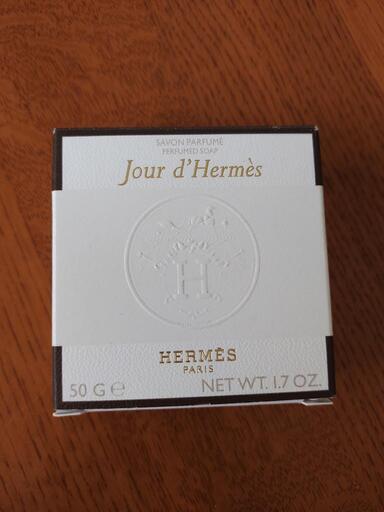 SAVON PARFUMÉ
PERFUMED SOAP
Jour d'Hermès
H
HERMÈS
PARIS
50 G ℮
NET WT. 1.7 OZ.